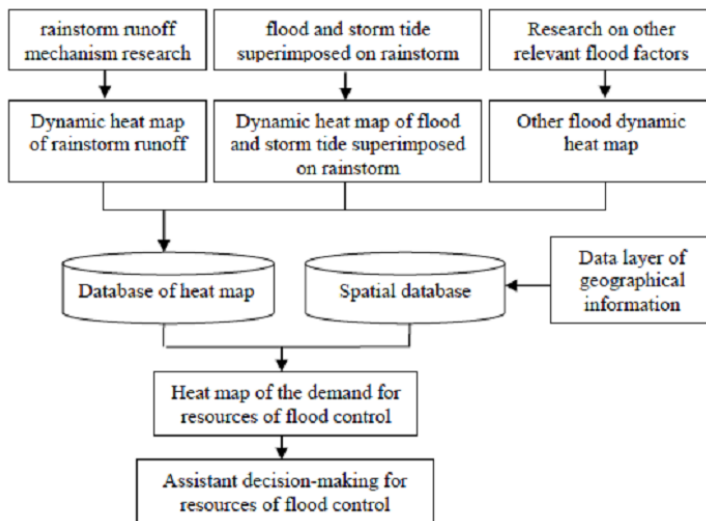 rainstorm runoff
mechanism research
flood and storm tide
superimposed on rainstorm
Research on other
relevant flood factors
Dynamic heat map
of rainstorm runoff
Dynamic heat map of flood
and storm tide superimposed
on rainstorm
Other flood dynamic
heat map
Database of heat map
Spatial database
Data layer of
geographical
information
Heat map of the demand for
resources of flood control
Assistant decision-making for
resources of flood control